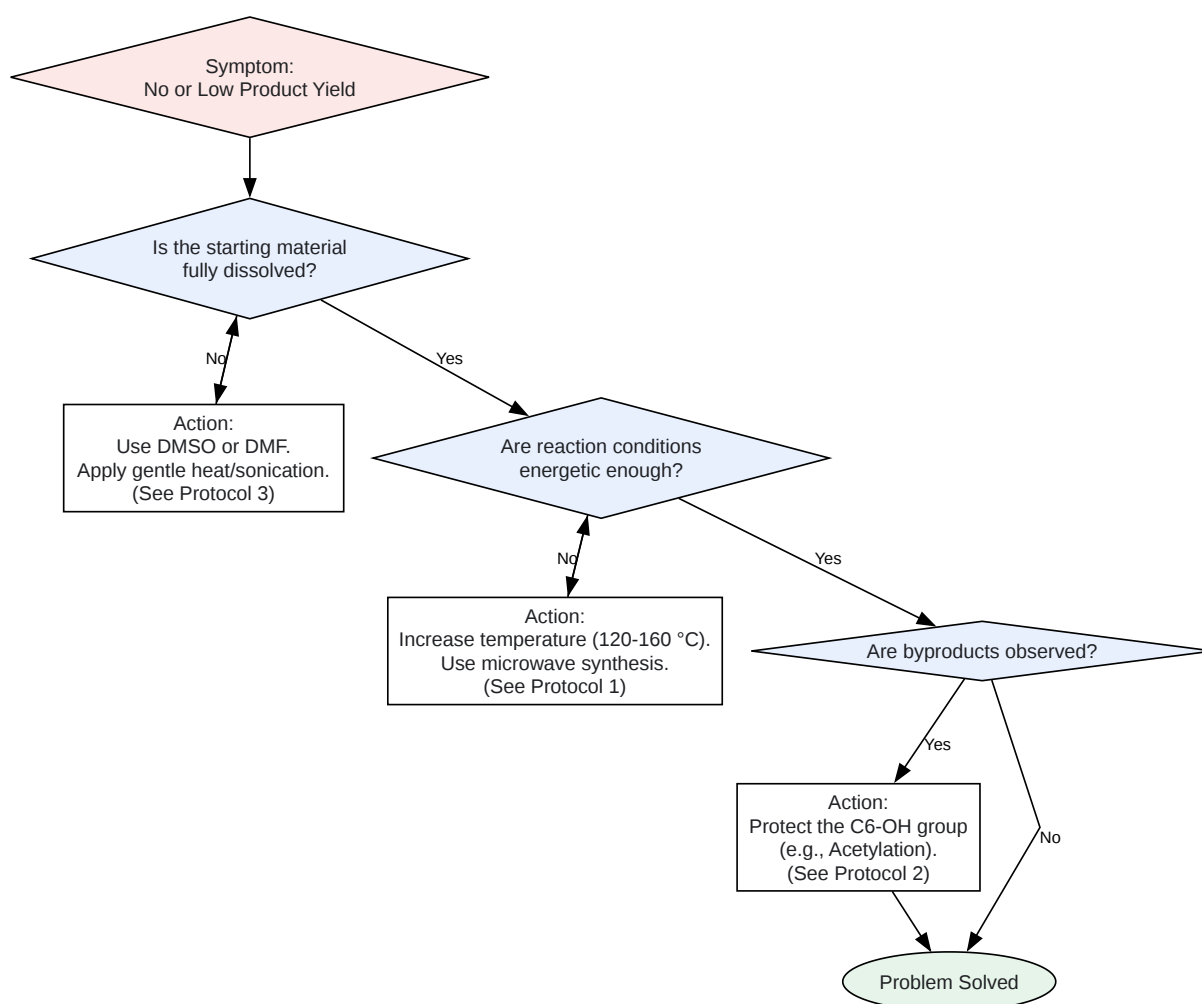 Symptom:
No or Low Product Yield
Is the starting material
fully dissolved?
No
Yes
Action:
Use DMSO or DMF.
Apply gentle heat/sonication.
(See Protocol 3)
Are reaction conditions
energetic enough?
No
Yes
Action:
Increase temperature (120-160 °C).
Use microwave synthesis.
(See Protocol 1)
Are byproducts observed?
Yes
Action:
Protect the C6-OH group
(e.g., Acetylation).
(See Protocol 2)
No
Problem Solved